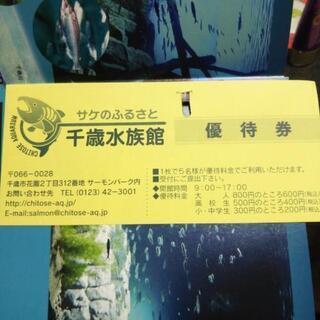 CHITOSE AQUARIUM
サケのふるさと
千歳水族館
優待券
〒066-0028
千歳市花園2丁目312番地 サーモンパーク内
お問い合わせ先 TEL (0123) 42-3001
http://chitose-aq.jp/
E-mail:salmon@chitose-aq.jp
■1枚で5名様が優待料金でご利用いただけます。
■受付にご提出下さい。
◆開館時間 9:00~17:00
◆優待料金 大人 800円のところ600円(税込)
高校生 500円のところ400円(税込)
小・中学生 300円のところ200円(税込)